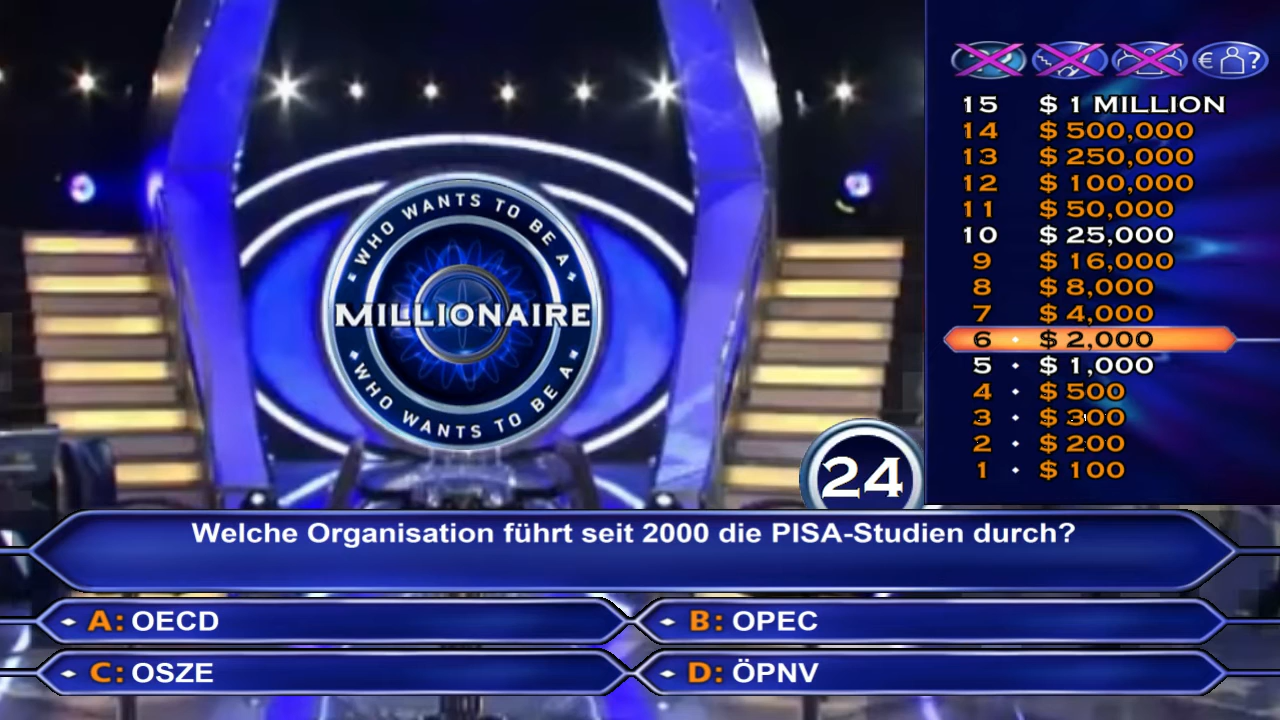 WHO WANTS TO BE A
MILLIONAIRE
WHO WANTS TO BE A
€ ?
15 $ 1 MILLION
14 $ 500,000
13 $ 250,000
12 $ 100,000
11 $ 50,000
10 $ 25,000
9 $ 16,000
8 $ 8,000
7 $ 4,000
6 $ 2,000
5 $ 1,000
4 $ 500
3 $ 300
2 $ 200
1 $ 100
24
Welche Organisation führt seit 2000 die PISA-Studien durch?
A: OECD
B: OPEC
C: OSZE
D: ÖPNV